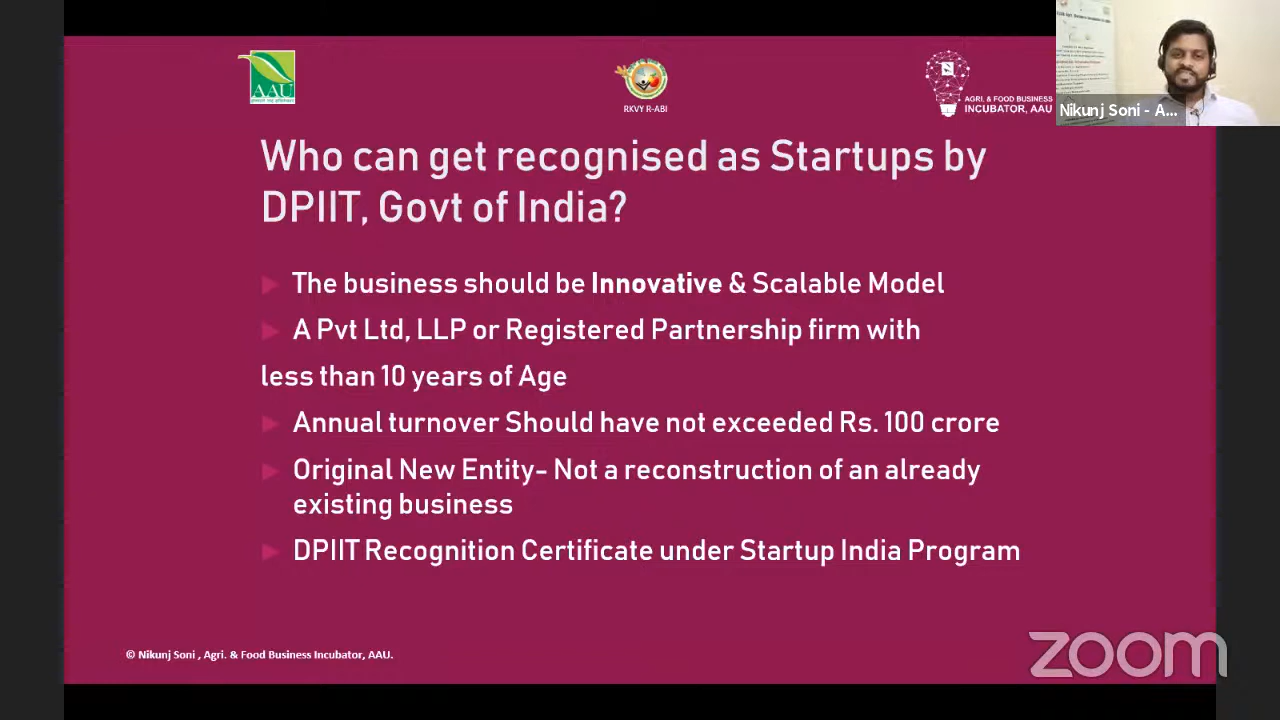 AAU
RKVY R-ABI
AGRI. & FOOD BUSINESS
INCUBATOR, AAU
Nikunj Soni - A...
Who can get recognised as Startups by
DPIIT, Govt of India?
The business should be Innovative & Scalable Model
A Pvt Ltd, LLP or Registered Partnership firm with
less than 10 years of Age
Annual turnover Should have not exceeded Rs. 100 crore
Original New Entity- Not a reconstruction of an already
existing business
DPIIT Recognition Certificate under Startup India Program
© Nikunj Soni , Agri. & Food Business Incubator, AAU.
zoom